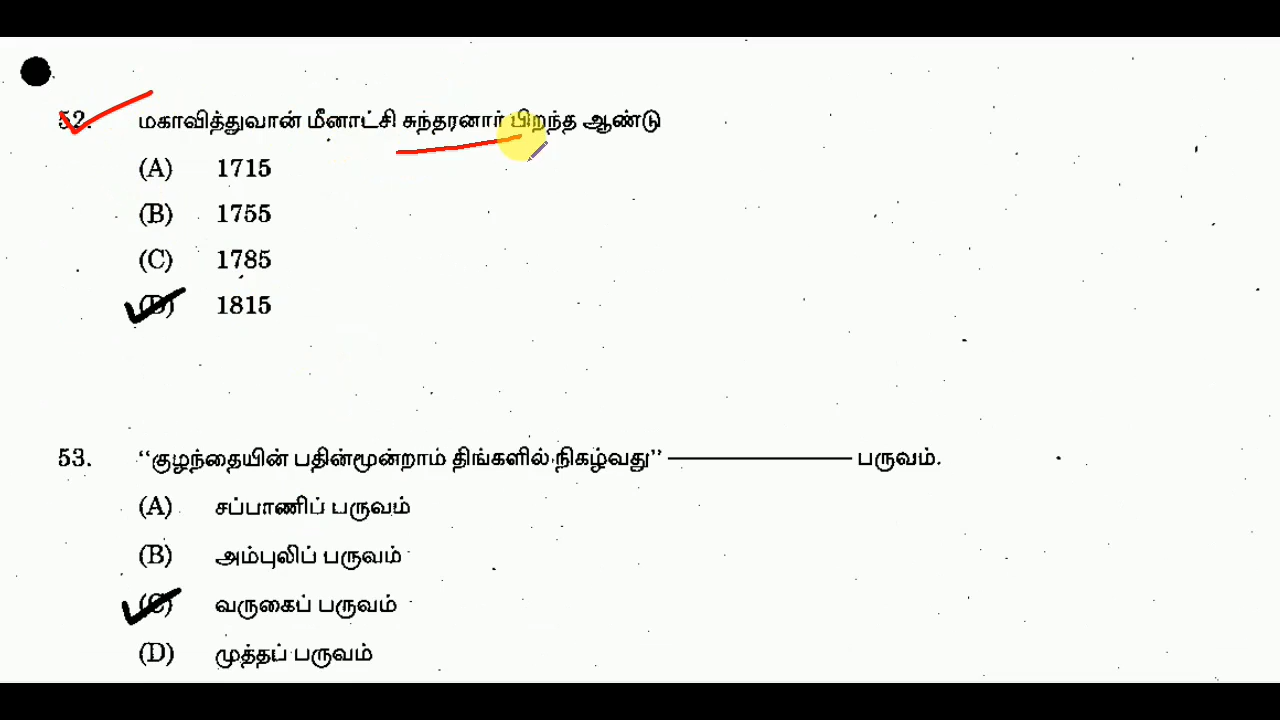 52. மகாவித்துவான் மீனாட்சி சுந்தரனார் பிறந்த ஆண்டு
(A) 1715
(B) 1755
(C) 1785
(D) 1815
53. “குழந்தையின் பதின்மூன்றாம் திங்களில் நிகழ்வது” —————— பருவம்.
(A) சப்பாணிப் பருவம்
(B) அம்புலிப் பருவம்
(C) வருகைப் பருவம்
(D) முத்தப் பருவம்